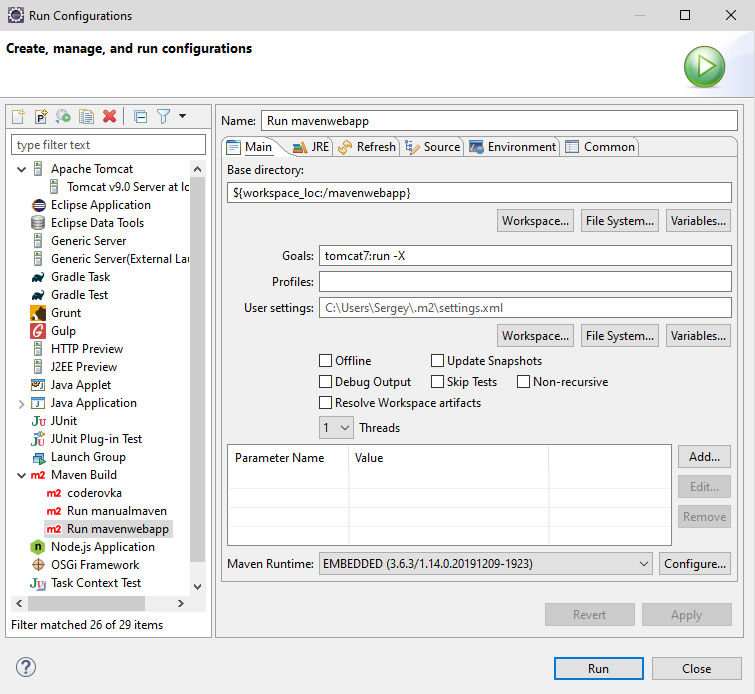 Run Configurations
Create, manage, and run configurations
type filter text
Apache Tomcat
Tomcat v9.0 Server at lc
Eclipse Application
Eclipse Data Tools
Generic Server
Generic Server(External Lau
Gradle Task
Gradle Test
Grunt
Gulp
HTTP Preview
J2EE Preview
Java Applet
Java Application
JUnit
JUnit Plug-in Test
Launch Group
m2 Maven Build
m2 coderovka
m2 Run manualmaven
m2 Run mavenwebapp
Node.js Application
OSGi Framework
Task Context Test
Filter matched 26 of 29 items
Name: Run mavenwebapp
Main JRE Refresh Source Environment Common
Base directory:
${workspace_loc:/mavenwebapp}
Workspace... File System... Variables...
Goals: tomcat7:run -X
Profiles:
User settings: C:\Users\Sergey\.m2\settings.xml
Workspace... File System... Variables...
Offline Update Snapshots
Debug Output Skip Tests Non-recursive
Resolve Workspace artifacts
1 Threads
Parameter Name Value
Add...
Edit...
Remove
Maven Runtime: EMBEDDED (3.6.3/1.14.0.20191209-1923) Configure...
Revert Apply
? Run Close